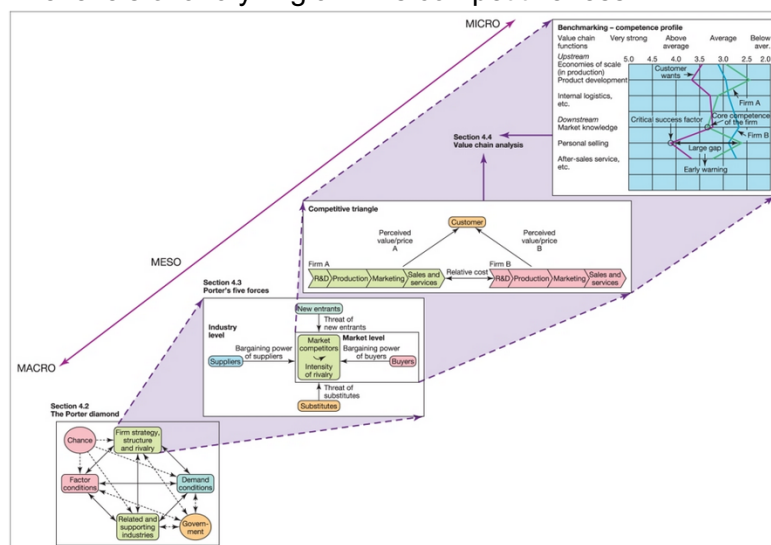 MICRO
Benchmarking – competence profile
Value chain
functions
Very strong
Above
average
Average
Below
aver.
Upstream
5.0 4.0 3.5 3.0 2.5 2.0 1.9
Economies of scale
(in production)
Product development
Internal logistics,
etc.
Downstream
Market knowledge
Personal selling
After-sales service,
etc.
Customer
wants
Firm A
Critical success factor
Core competence
of the firm
Firm B
Large gap
Early warning
Section 4.4
Value chain analysis
Competitive triangle
Customer
Perceived
value/price
A
Perceived
value/price
B
Firm A
R&D Production Marketing Sales and
services
Relative cost
Firm B
R&D Production Marketing Sales and
services
MESO
Section 4.3
Porter's five forces
New entrants
Threat of
new entrants
Industry
level
Market level
Bargaining power
of suppliers
Suppliers
Market
competitors
Intensity
of rivalry
Bargaining power
of buyers
Buyers
Threat of
substitutes
Substitutes
MACRO
Section 4.2
The Porter diamond
Chance
Firm strategy,
structure
and rivalry
Factor
conditions
Demand
conditions
Related and
supporting
industries
Govern-
ment